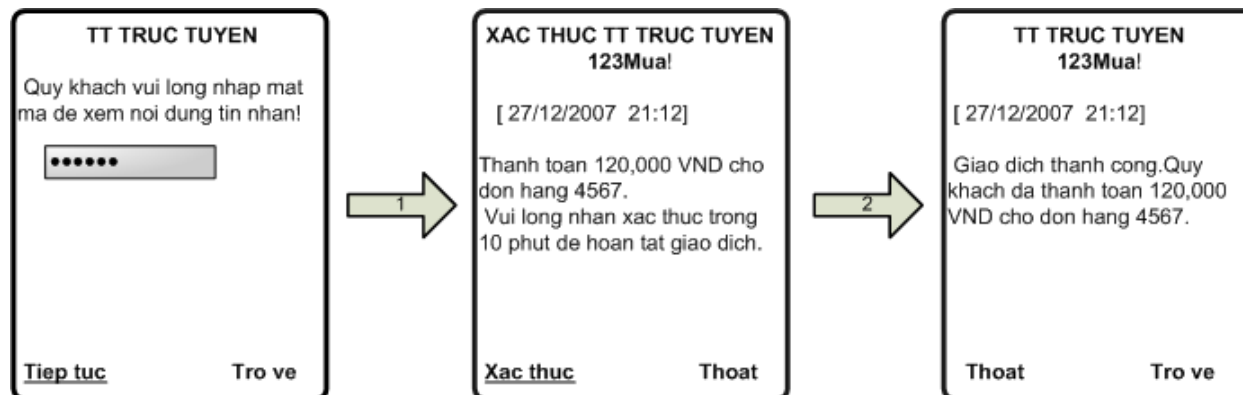 TT TRUC TUYEN
Quy khach vui long nhap mat
ma de xem noi dung tin nhan!
••••••
Tiep tuc
Tro ve
1
XAC THUC TT TRUC TUYEN
123Mua!
[ 27/12/2007 21:12]
Thanh toan 120,000 VND cho
don hang 4567.
Vui long nhan xac thuc trong
10 phut de hoan tat giao dich.
Xac thuc
Thoat
2
TT TRUC TUYEN
123Mua!
[ 27/12/2007 21:12]
Giao dich thanh cong.Quy
khach da thanh toan 120,000
VND cho don hang 4567.
Thoat
Tro ve